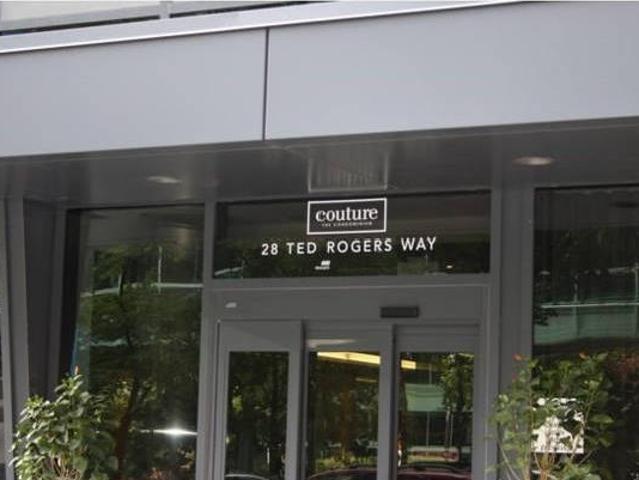 couture
THE CONDOMINIUM
28 TED ROGERS WAY